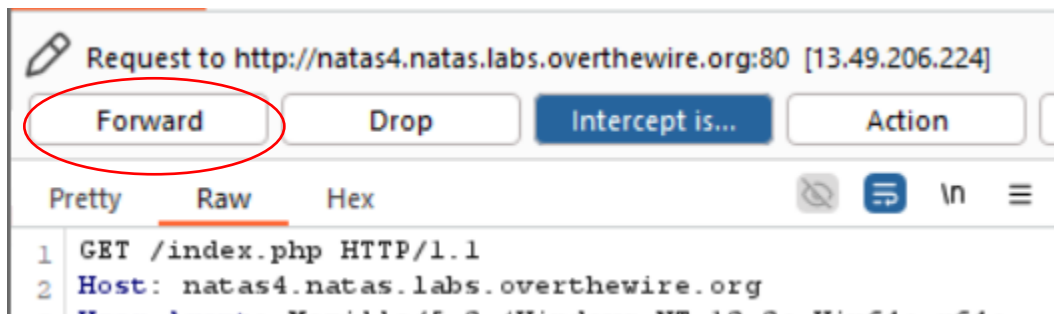 Request to http://natas4.natas.labs.overthewire.org:80 [13.49.206.224]
Forward Drop Intercept is... Action
Pretty Raw Hex \n
1 GET /index.php HTTP/1.1
2 Host: natas4.natas.labs.overthewire.org